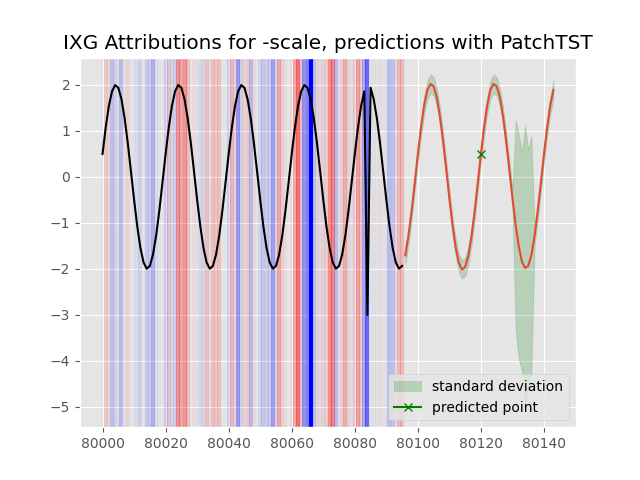 IXG Attributions for -scale, predictions with PatchTST
2
1
0
−1
−2
−3
−4
−5
standard deviation
predicted point
80000 80020 80040 80060 80080 80100 80120 80140